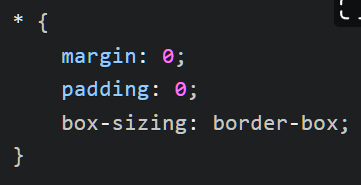 * {
    margin: 0;
    padding: 0;
    box-sizing: border-box;
}